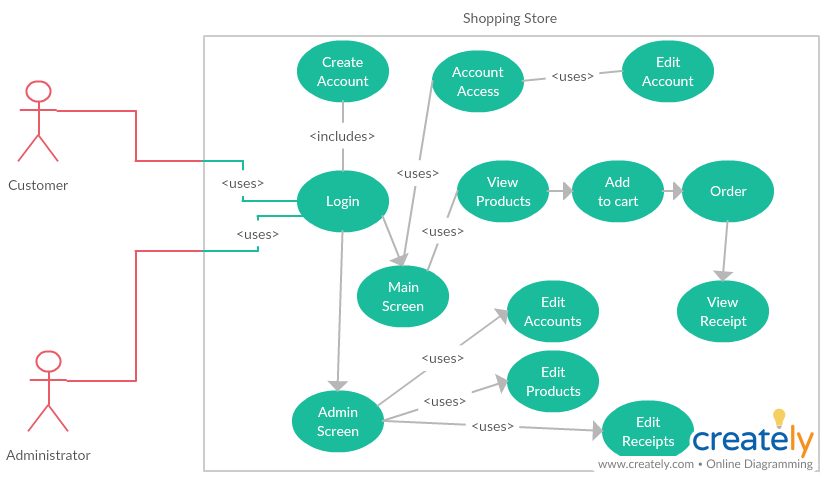 Shopping Store
Create
Account
Account
Access
Edit
Account
<uses>
<includes>
Customer
<uses>
<uses>
Login
View
Products
Add
to cart
Order
<uses>
<uses>
Main
Screen
Edit
Accounts
View
Receipt
<uses>
Edit
Products
<uses>
Admin
Screen
<uses>
Edit
Receipts
Administrator
creately
www.creately.com • Online Diagramming